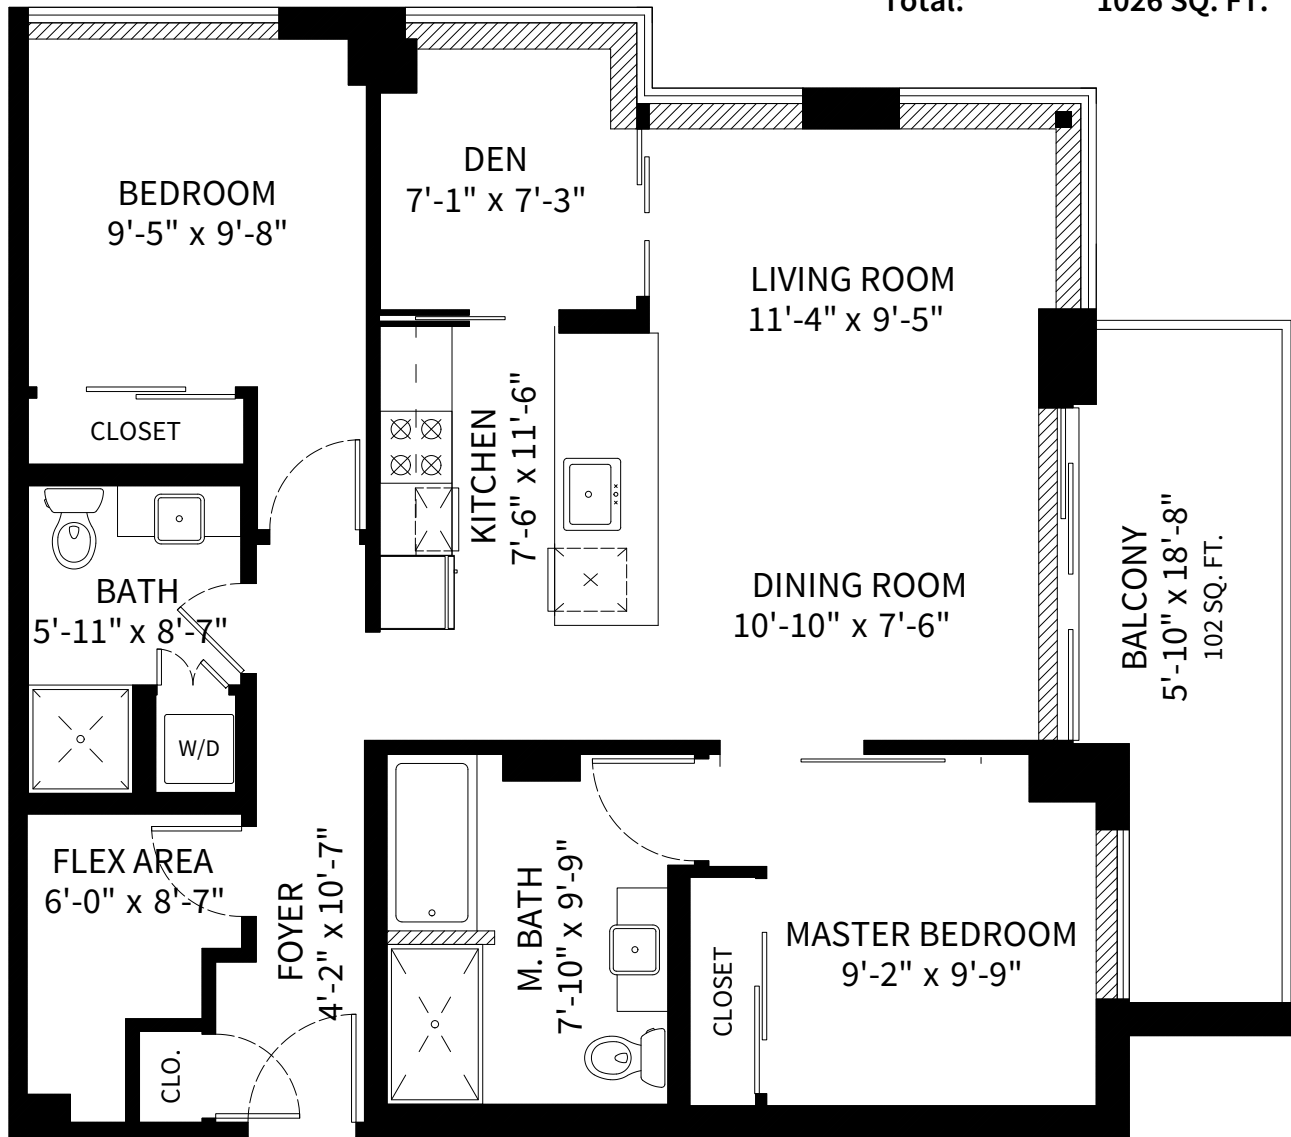 Total: 1026 SQ. FT.
DEN
7'-1" x 7'-3"
BEDROOM
9'-5" x 9'-8"
LIVING ROOM
11'-4" x 9'-5"
CLOSET
KITCHEN
7'-6" x 11'-6"
BATH
5'-11" x 8'-7"
DINING ROOM
10'-10" x 7'-6"
BALCONY
5'-10" x 18'-8"
102 SQ. FT.
W/D
FLEX AREA
6'-0" x 8'-7"
FOYER
4'-2" x 10'-7"
M. BATH
7'-10" x 9'-9"
CLOSET
MASTER BEDROOM
9'-2" x 9'-9"
CLO.